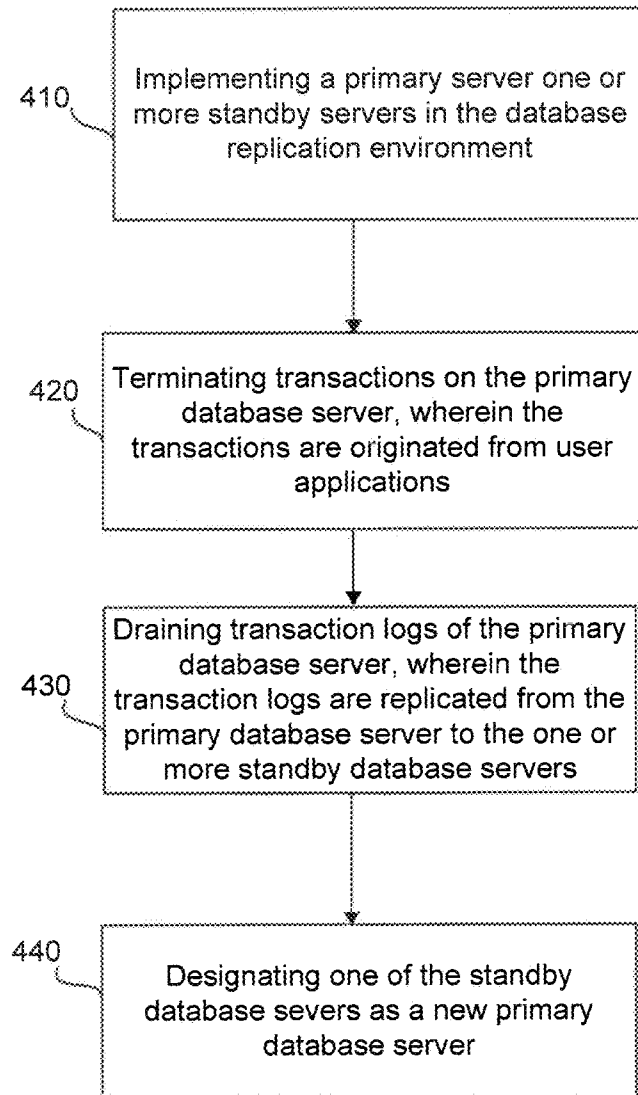 410
Implementing a primary server one or
more standby servers in the database
replication environment
420
Terminating transactions on the primary
database server, wherein the
transactions are originated from user
applications
430
Draining transaction logs of the primary
database server, wherein the
transaction logs are replicated from the
primary database server to the one or
more standby database servers
440
Designating one of the standby
database severs as a new primary
database server